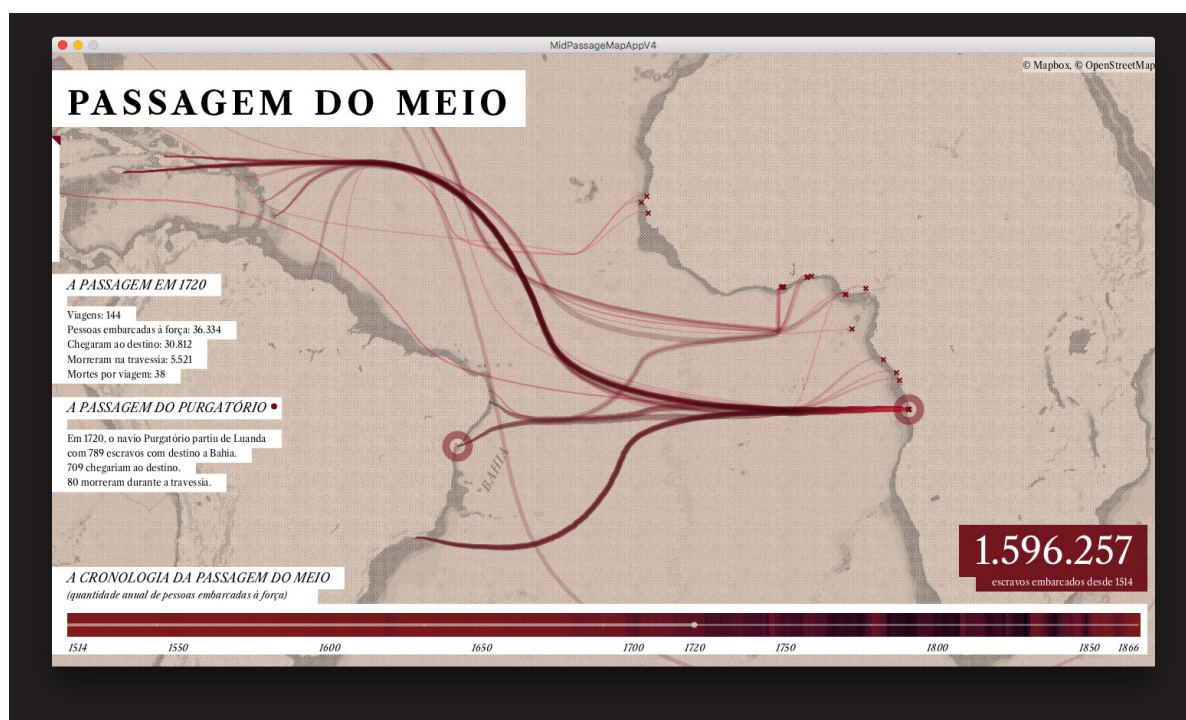 MidPassageMapAppV4
© Mapbox, © OpenStreetMap
PASSAGEM DO MEIO
A PASSAGEM EM 1720
Viagens: 144
Pessoas embarcadas à força: 36.334
Chegaram ao destino: 30.812
Morreram na travessia: 5.521
Mortes por viagem: 38
A PASSAGEM DO PURGATÓRIO
Em 1720, o navio Purgatório partiu de Luanda
com 789 escravos com destino a Bahia.
709 chegariam ao destino.
80 morreram durante a travessia.
BAHIA
1.596.257
escravos embarcados desde 1514
A CRONOLOGIA DA PASSAGEM DO MEIO
(quantidade anual de pessoas embarcadas à força)
1514 1550 1600 1650 1700 1720 1750 1800 1850 1866